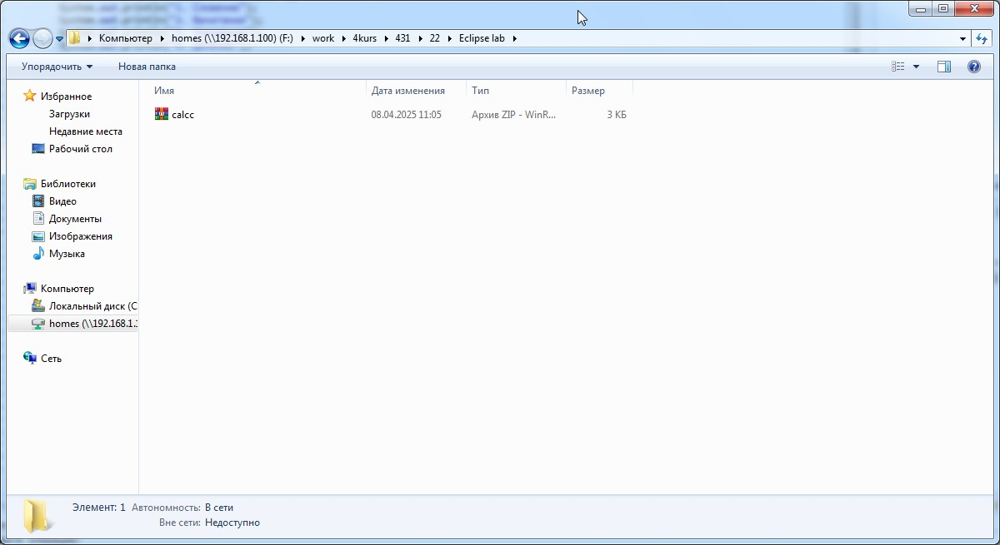 Компьютер homes (\\192.168.1.100) (F:) work 4kurs 431 22 Eclipse lab
Упорядочить Новая папка
Избранное
Загрузки
Недавние места
Рабочий стол
Библиотеки
Видео
Документы
Изображения
Музыка
Компьютер
Локальный диск (C
homes (\\192.168.1.1
Сеть
Имя Дата изменения Тип Размер
calcc 08.04.2025 11:05 Архив ZIP - WinR... 3 КБ
Элемент: 1 Автономность: В сети
Вне сети: Недоступно